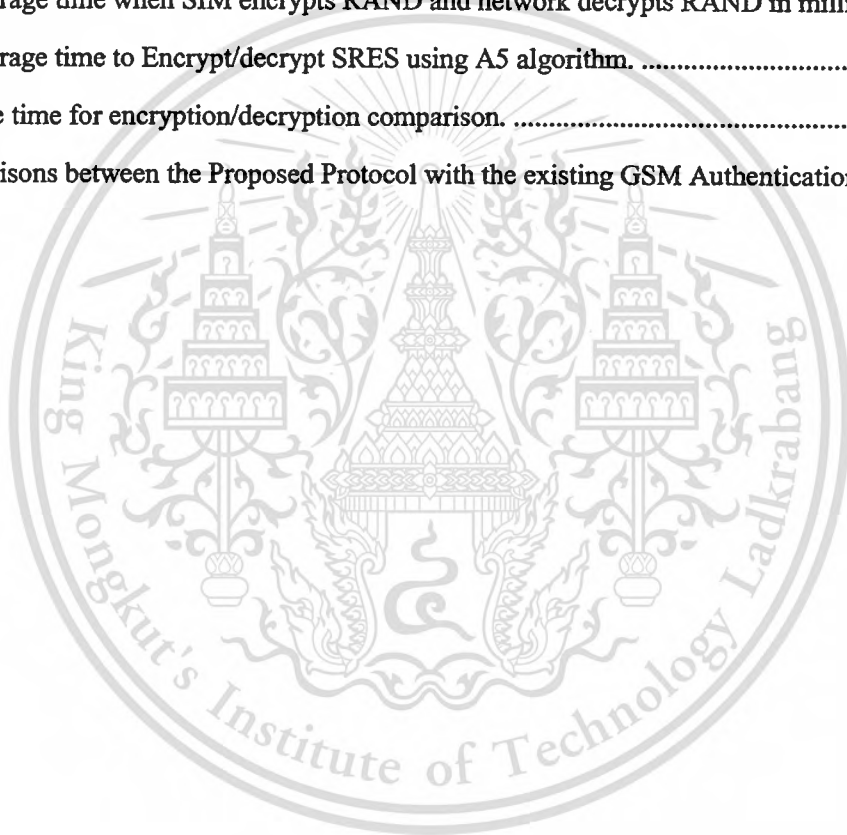 rage time when SIM encrypts RAND and network decrypts RAND in mill
rage time to Encrypt/decrypt SRES using A5 algorithm. ................................
e time for encryption/decryption comparison. ......................................................
isons between the Proposed Protocol with the existing GSM Authentication
King Mongkut's Institute of Technology Ladkrabang